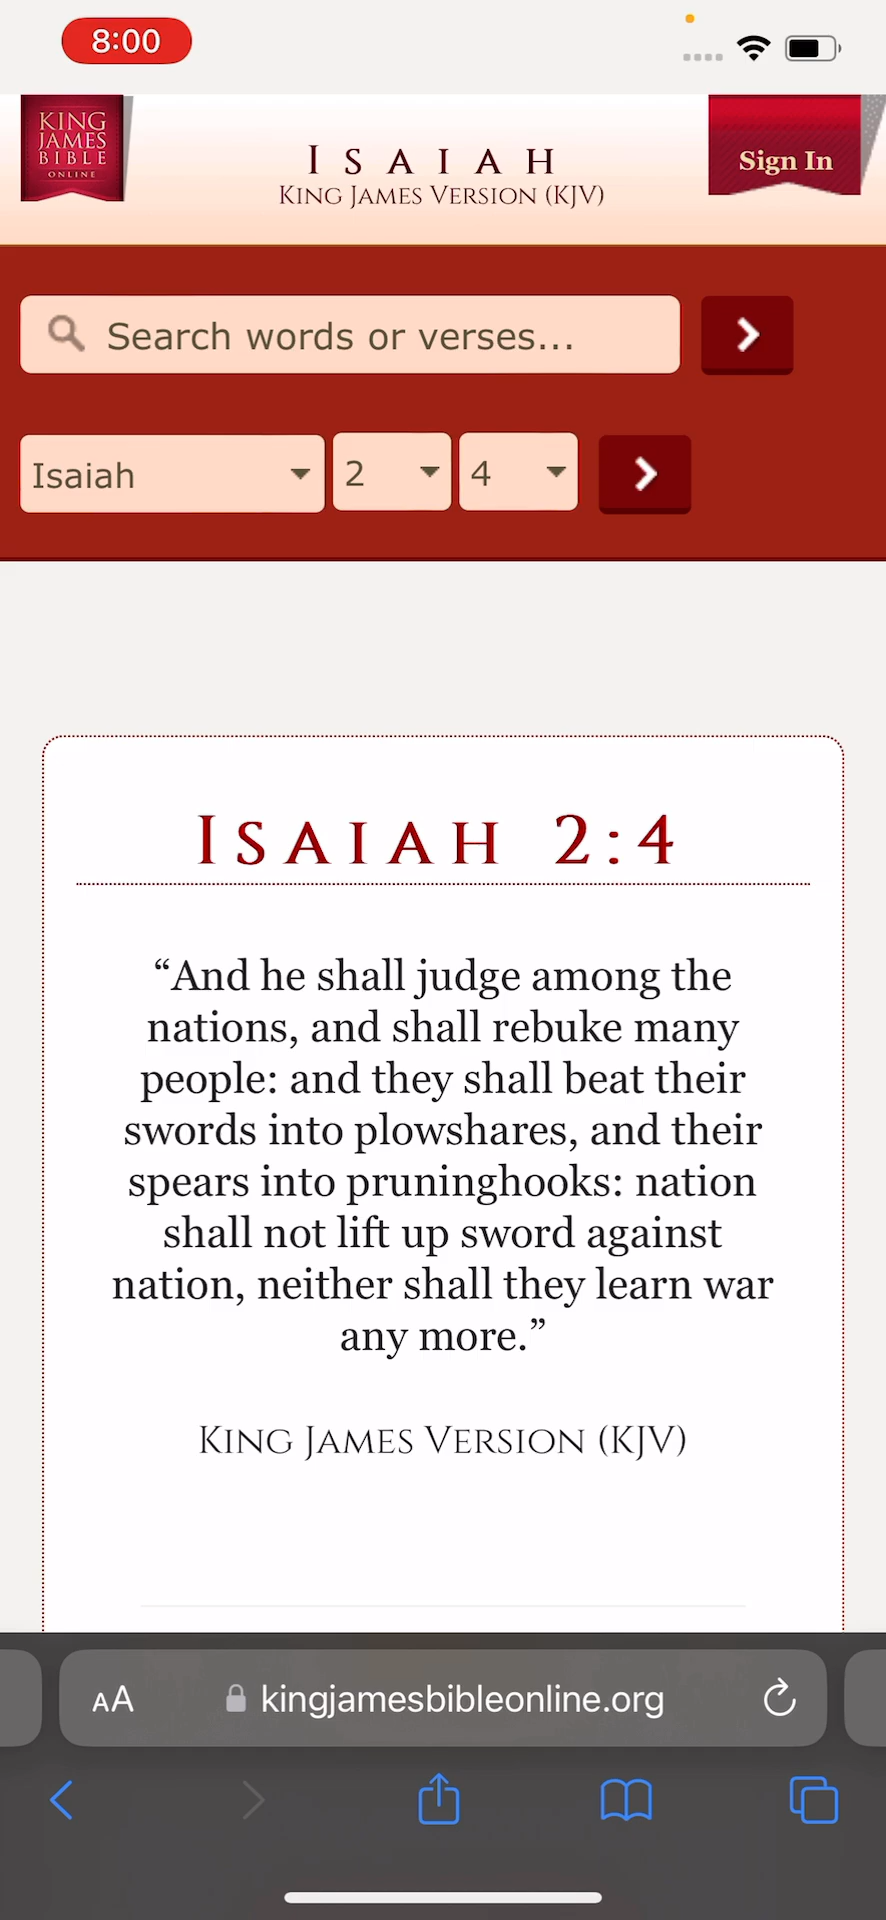 8:00
KING
JAMES
BIBLE
ONLINE
ISAIAH
KING JAMES VERSION (KJV)
Sign In
Search words or verses...
Isaiah 2 4
ISAIAH 2:4
“And he shall judge among the
nations, and shall rebuke many
people: and they shall beat their
swords into plowshares, and their
spears into pruninghooks: nation
shall not lift up sword against
nation, neither shall they learn war
any more.”
KING JAMES VERSION (KJV)
AA kingjamesbibleonline.org